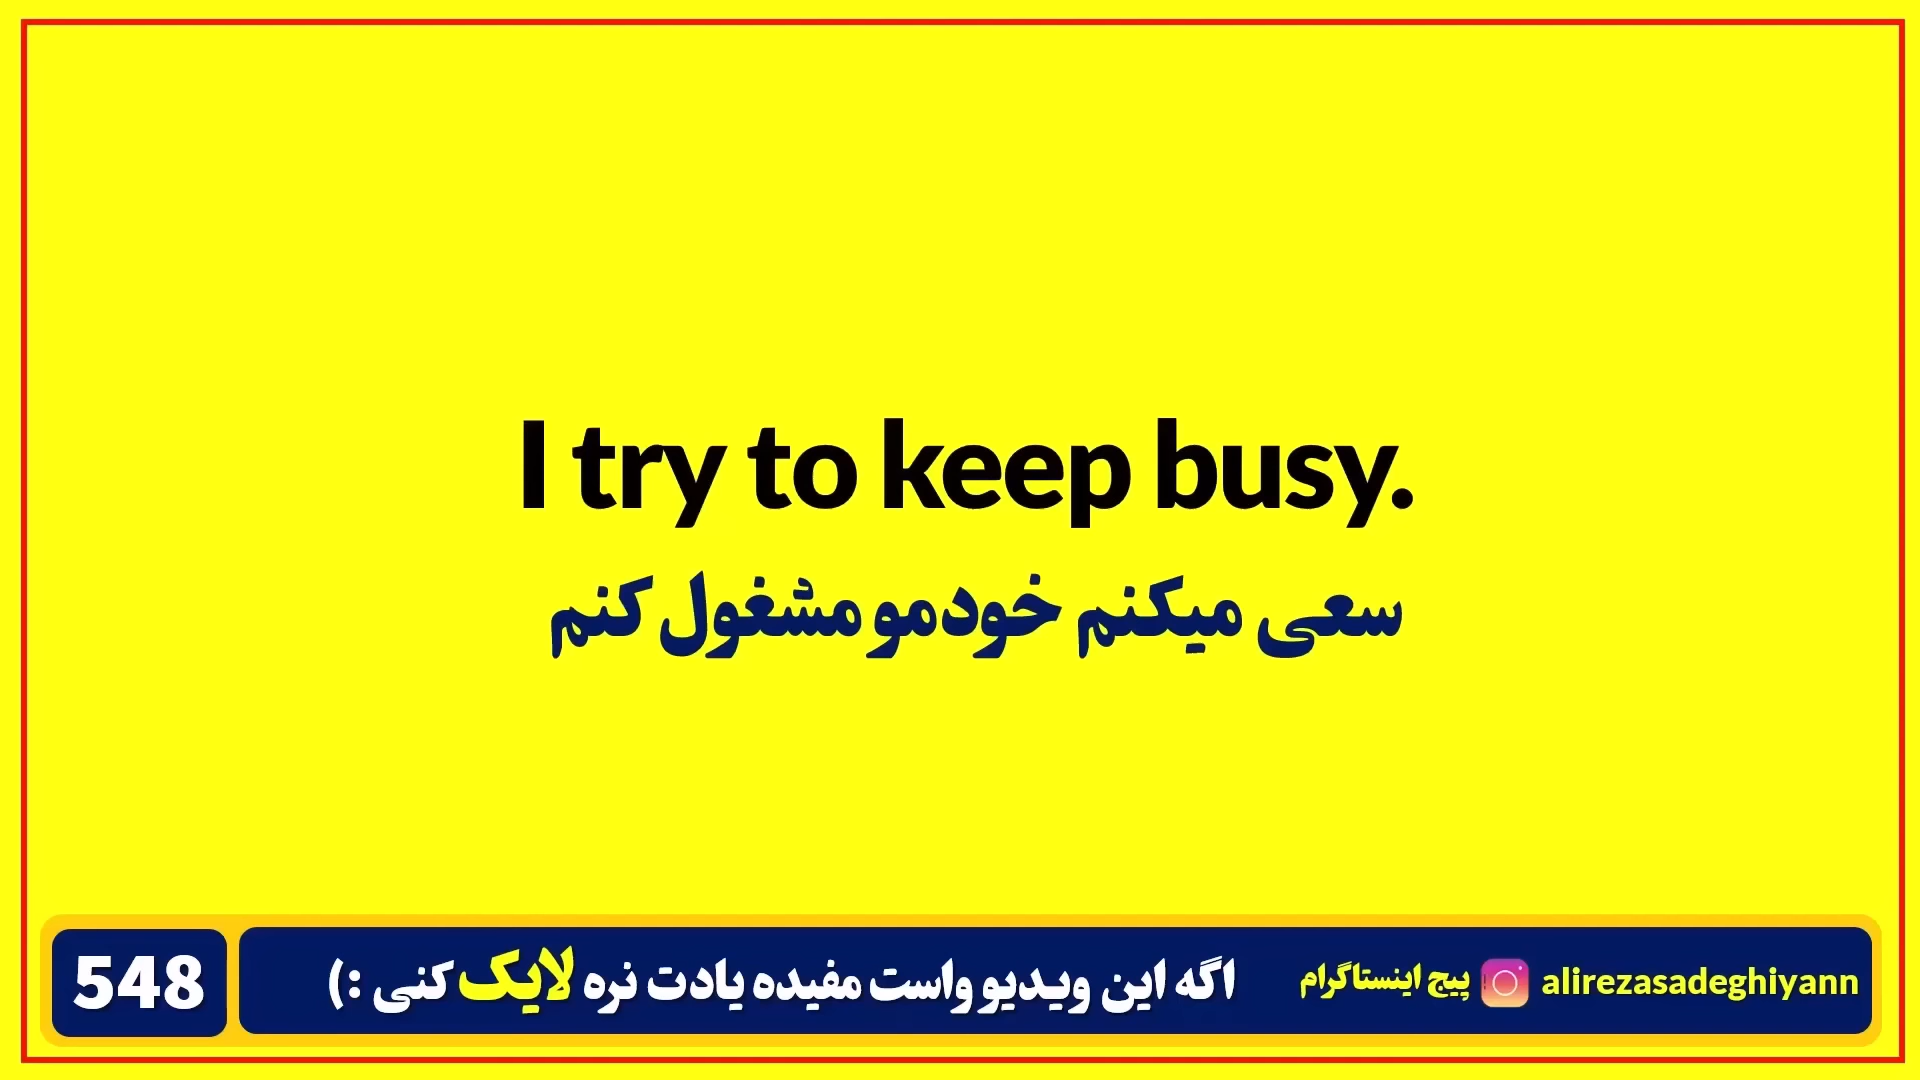 I try to keep busy.
سعی میکنم خودمو مشغول کنم
548
اگه این ویدیو واست مفیده یادت نره لایک کنی :)
پیج اینستاگرام
alirezasadeghiyann